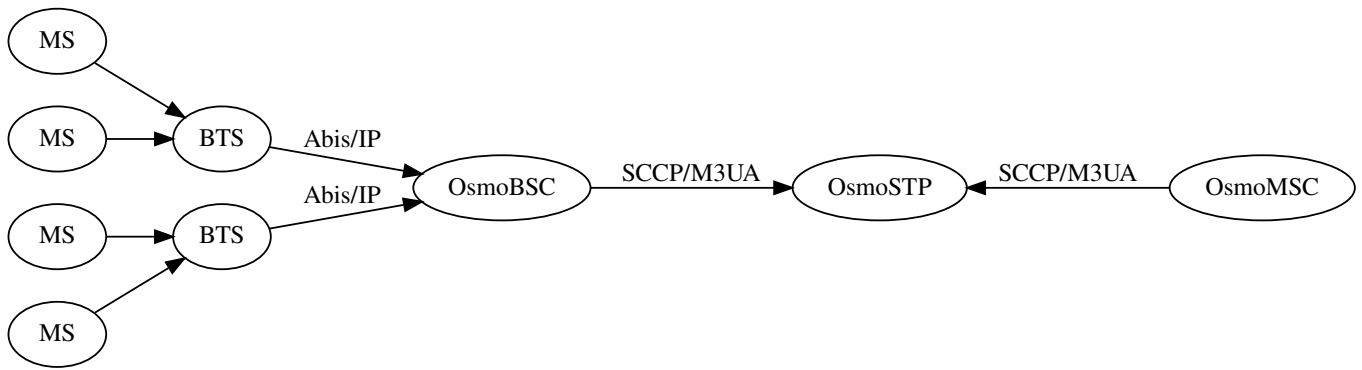 MS
MS
BTS
Abis/IP
MS
BTS
Abis/IP
MS
OsmoBSC
SCCP/M3UA
OsmoSTP
SCCP/M3UA
OsmoMSC